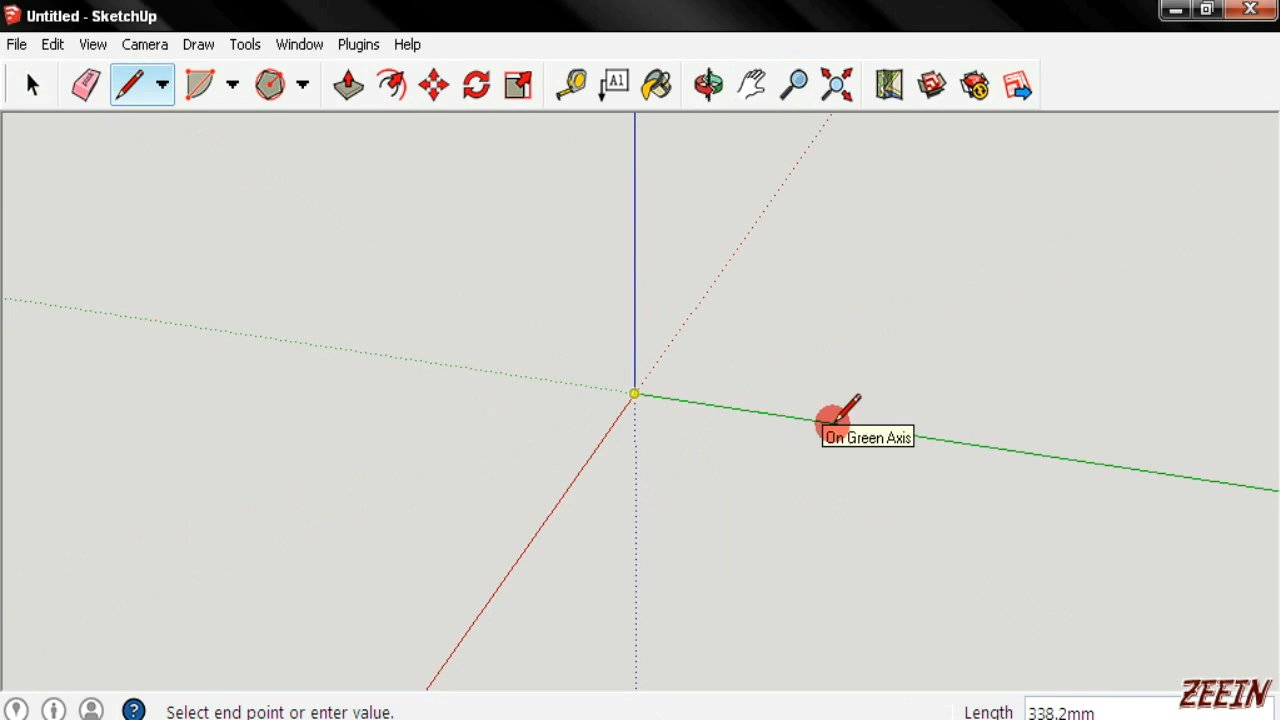 Untitled - SketchUp
File Edit View Camera Draw Tools Window Plugins Help
A1
On Green Axis
ZEEIN
Select end point or enter value. Length 338.2mm